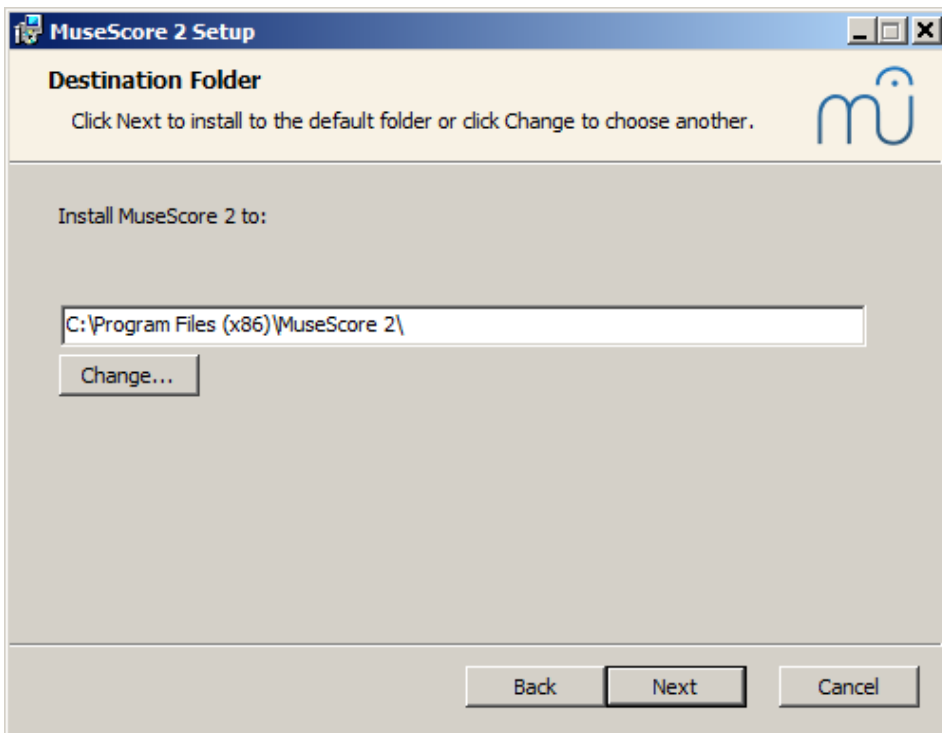 MuseScore 2 Setup
Destination Folder
Click Next to install to the default folder or click Change to choose another.
mu
Install MuseScore 2 to:
C:\Program Files (x86)\MuseScore 2\
Change...
Back
Next
Cancel